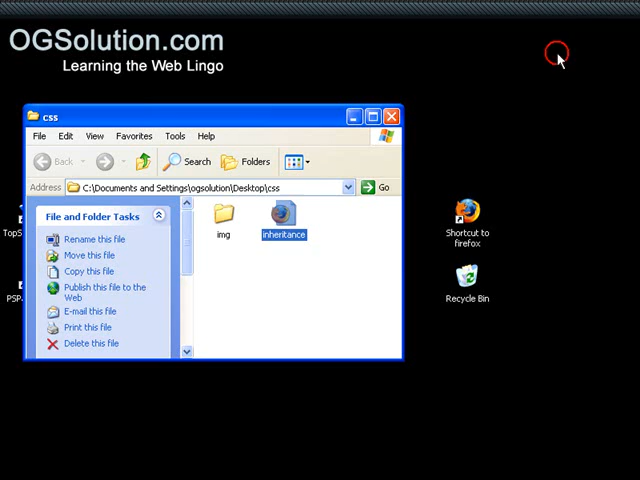 OGSolution.com
Learning the Web Lingo
css
File Edit View Favorites Tools Help
Back Search Folders
Address C:\Documents and Settings\ogsolution\Desktop\css Go
File and Folder Tasks
Rename this file
Move this file
Copy this file
Publish this file to the
Web
E-mail this file
Print this file
Delete this file
img
inheritance
TopS
PSP
Shortcut to
firefox
Recycle Bin